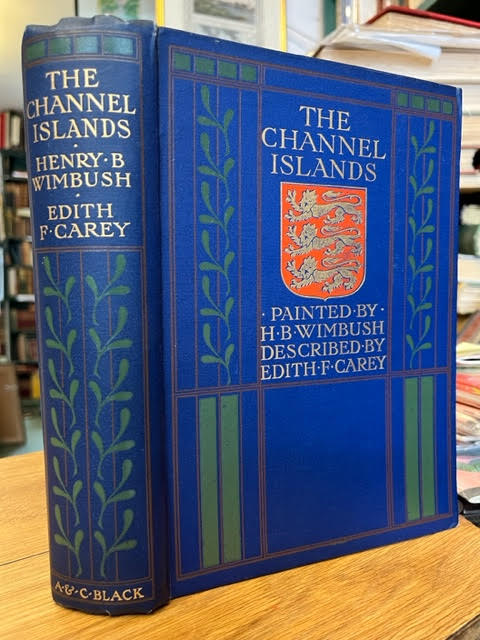 THE
CHANNEL
ISLANDS
·
HENRY·B
WIMBUSH
·
EDITH
F·CAREY
A·&·C·BLACK
THE
CHANNEL
ISLANDS
·PAINTED·BY·
H·B·WIMBUSH
DESCRIBED·BY
EDITH·F·CAREY